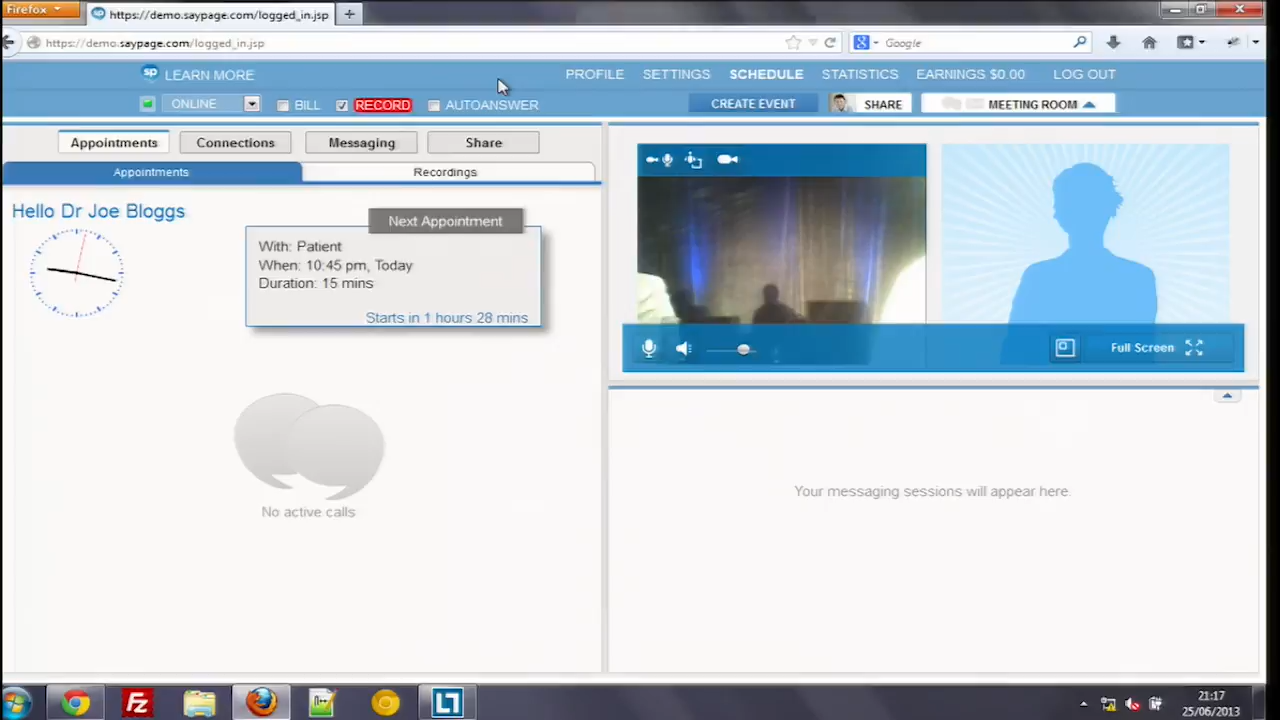 Firefox
https://demo.saypage.com/logged_in.jsp
https://demo.saypage.com/logged_in.jsp
Google
sp LEARN MORE
PROFILE SETTINGS SCHEDULE STATISTICS EARNINGS $0.00 LOG OUT
ONLINE BILL RECORD AUTOANSWER CREATE EVENT SHARE MEETING ROOM
Appointments Connections Messaging Share
Appointments Recordings
Hello Dr Joe Bloggs
Next Appointment
With: Patient
When: 10:45 pm, Today
Duration: 15 mins
Starts in 1 hours 28 mins
Full Screen
No active calls
Your messaging sessions will appear here.
21:17
25/06/2013